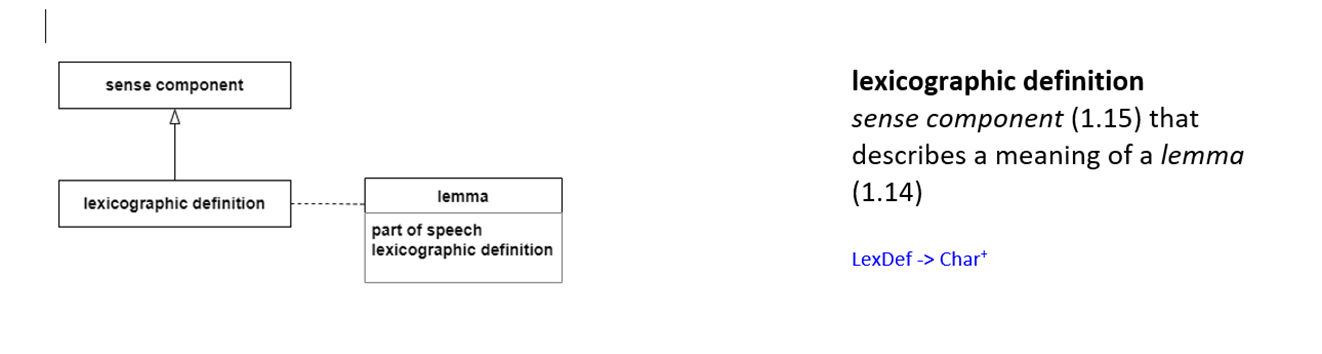 sense component
lexicographic definition
lemma
part of speech
lexicographic definition
lexicographic definition
sense component (1.15) that
describes a meaning of a lemma
(1.14)
LexDef -> Char⁺